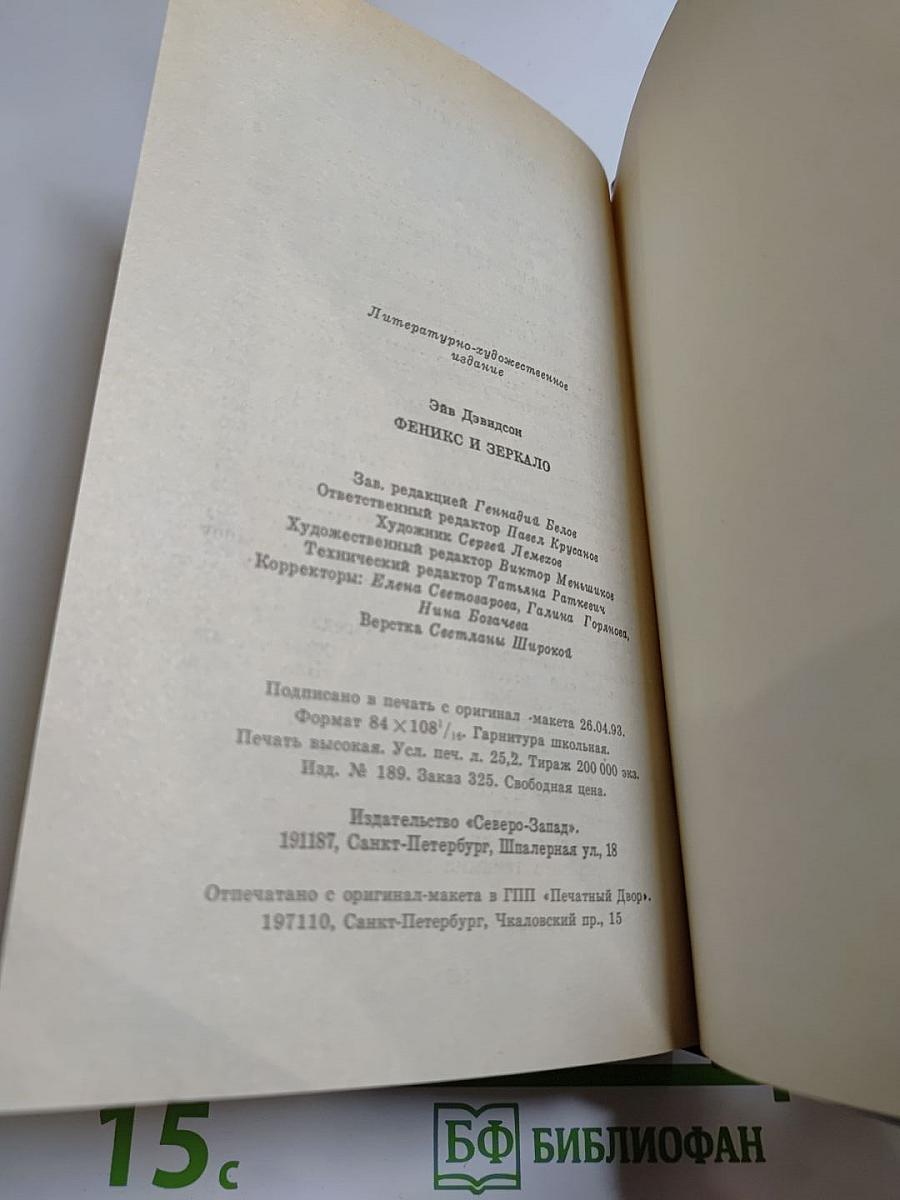 Литературно-художественное
издание
Эйв Дэвидсон
ФЕНИКС И ЗЕРКАЛО
Зав. редакцией Геннадий Белов
Ответственный редактор Павел Крусанов
Художник Сергей Лемехов
Художественный редактор Виктор Меньшиков
Технический редактор Татьяна Раткевич
Корректоры: Елена Световарова, Галина Горянова,
Нина Богачева
Верстка Светланы Широкой
Подписано в печать с оригинал -макета 26.04.93.
Формат 84×108¹/₁₆. Гарнитура школьная.
Печать высокая. Усл. печ. л. 25,2. Тираж 200 000 экз.
Изд. № 189. Заказ 325. Свободная цена.
Издательство «Северо-Запад».
191187, Санкт-Петербург, Шпалерная ул., 18
Отпечатано с оригинал-макета в ГПП «Печатный Двор».
197110, Санкт-Петербург, Чкаловский пр., 15
15 с
БФ БИБЛИОФАН